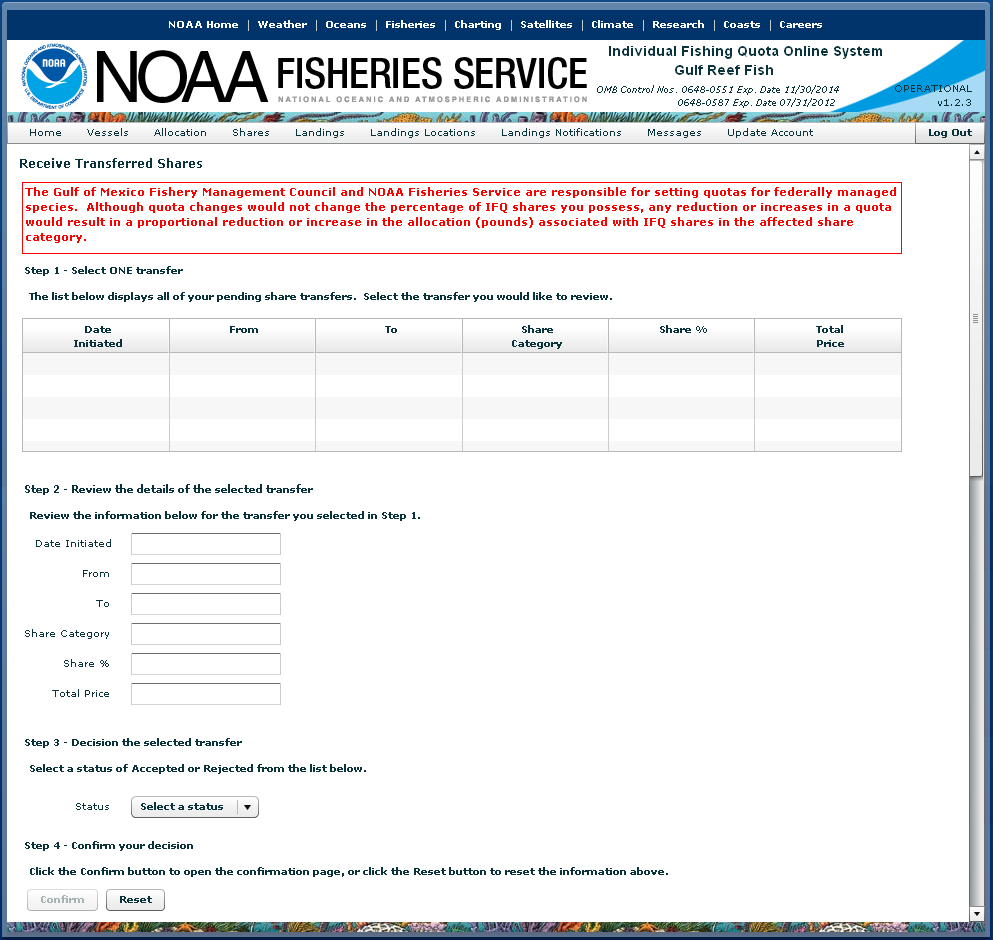 NOAA Home | Weather | Oceans | Fisheries | Charting | Satellites | Climate | Research | Coasts | Careers
NOAA
NOAA FISHERIES SERVICE
NATIONAL OCEANIC AND ATMOSPHERIC ADMINISTRATION
Individual Fishing Quota Online System
Gulf Reef Fish
OMB Control Nos. 0648-0551 Exp. Date 11/30/2014
0648-0587 Exp. Date 07/31/2012
OPERATIONAL
v1.2.3
Home Vessels Allocation Shares Landings Landings Locations Landings Notifications Messages Update Account Log Out
Receive Transferred Shares
The Gulf of Mexico Fishery Management Council and NOAA Fisheries Service are responsible for setting quotas for federally managed
species.  Although quota changes would not change the percentage of IFQ shares you possess, any reduction or increases in a quota
would result in a proportional reduction or increase in the allocation (pounds) associated with IFQ shares in the affected share
category.
Step 1 - Select ONE transfer
The list below displays all of your pending share transfers.  Select the transfer you would like to review.
Date Initiated From To Share Category Share % Total Price
Step 2 - Review the details of the selected transfer
Review the information below for the transfer you selected in Step 1.
Date Initiated
From
To
Share Category
Share %
Total Price
Step 3 - Decision the selected transfer
Select a status of Accepted or Rejected from the list below.
Status Select a status
Step 4 - Confirm your decision
Click the Confirm button to open the confirmation page, or click the Reset button to reset the information above.
Confirm Reset